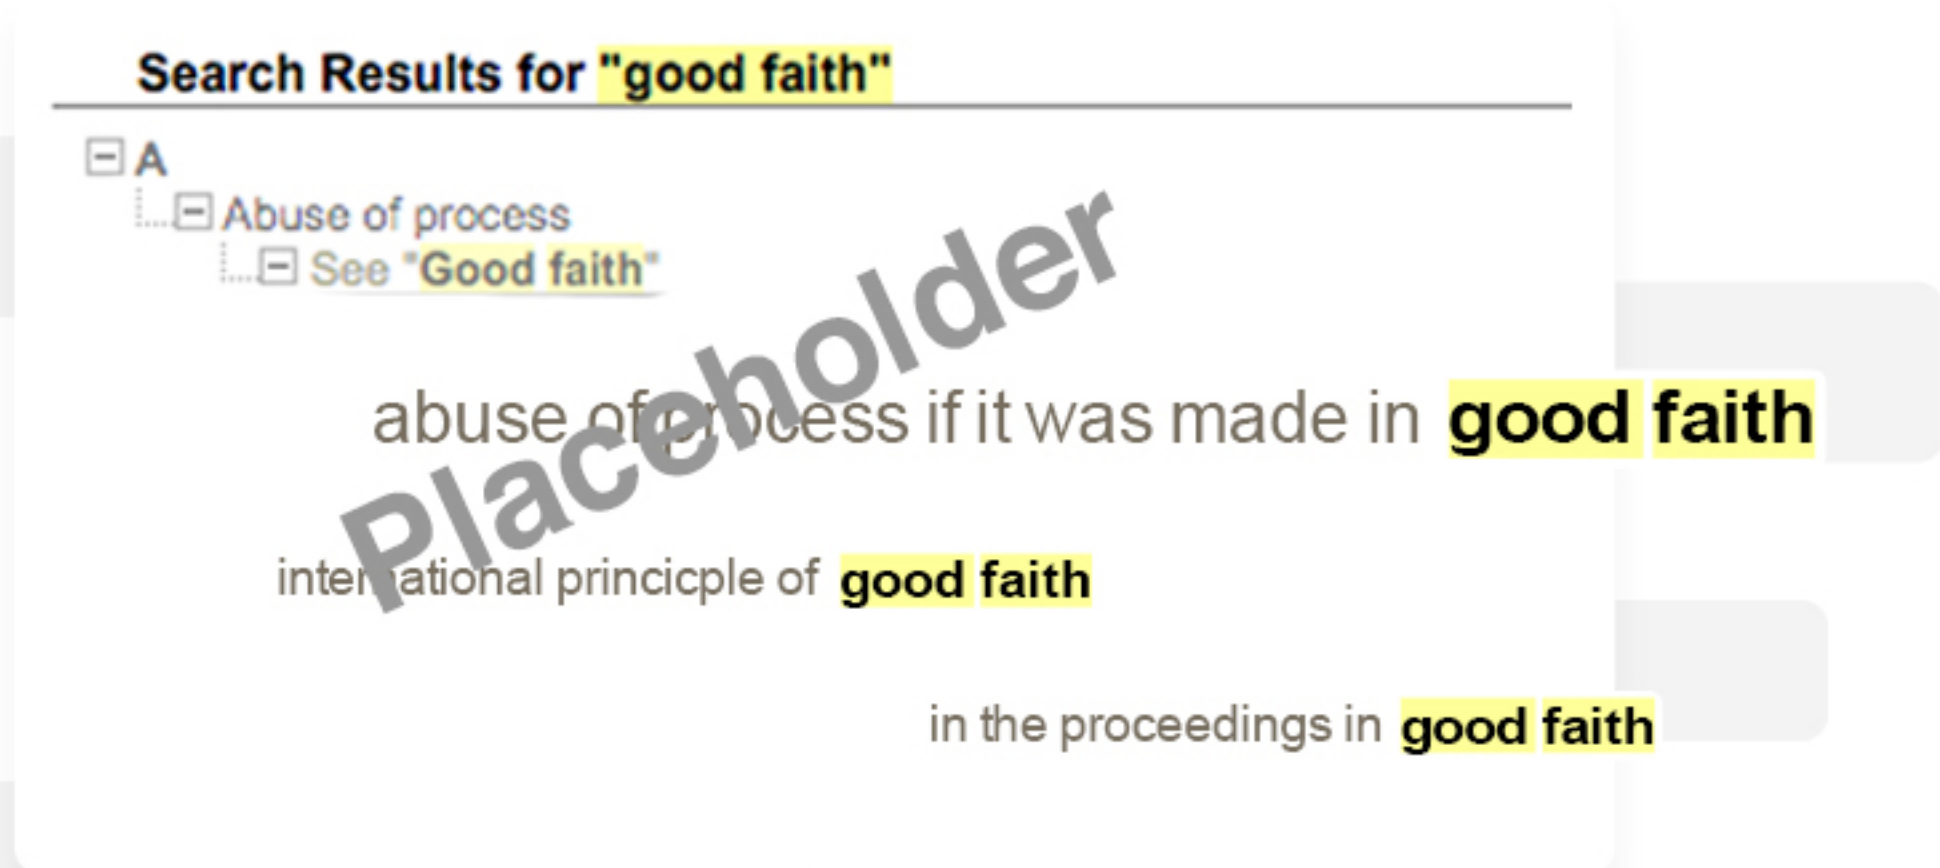 Search Results for "good faith"
A
Abuse of process
See "Good faith"
Placeholder
abuse of process if it was made in good faith
international princicple of good faith
in the proceedings in good faith